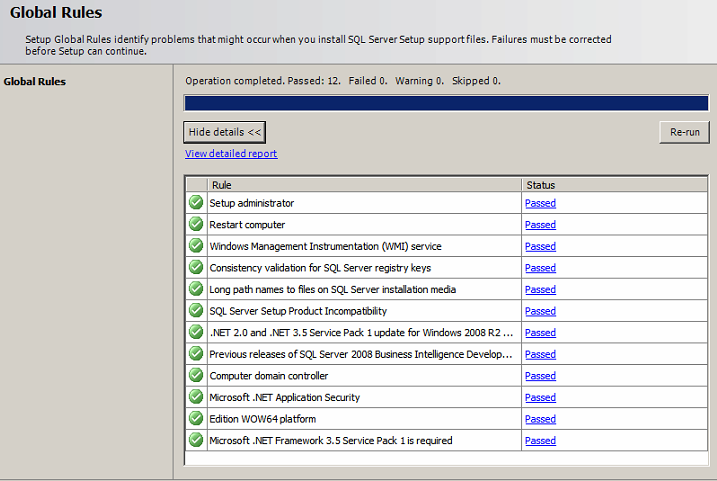 Global Rules
Setup Global Rules identify problems that might occur when you install SQL Server Setup support files. Failures must be corrected
before Setup can continue.
Global Rules
Operation completed. Passed: 12. Failed 0. Warning 0. Skipped 0.
Hide details <<
Re-run
View detailed report
Rule Status
Setup administrator Passed
Restart computer Passed
Windows Management Instrumentation (WMI) service Passed
Consistency validation for SQL Server registry keys Passed
Long path names to files on SQL Server installation media Passed
SQL Server Setup Product Incompatibility Passed
.NET 2.0 and .NET 3.5 Service Pack 1 update for Windows 2008 R2 ... Passed
Previous releases of SQL Server 2008 Business Intelligence Develop... Passed
Computer domain controller Passed
Microsoft .NET Application Security Passed
Edition WOW64 platform Passed
Microsoft .NET Framework 3.5 Service Pack 1 is required Passed